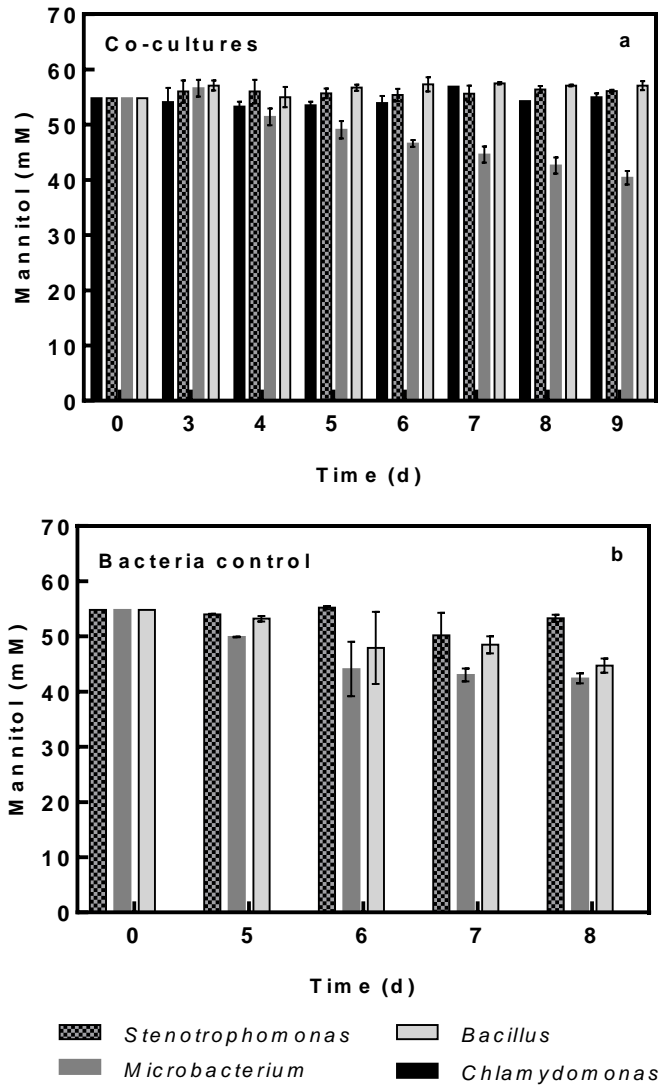 70
Co-cultures
a
60
50
40
30
20
10
0
Mannitol (mM)
0 3 4 5 6 7 8 9
Time (d)
70
Bacteria control
b
60
50
40
30
20
10
0
Mannitol (mM)
0 5 6 7 8
Time (d)
Stenotrophomonas Bacillus
Microbacterium Chlamydomonas